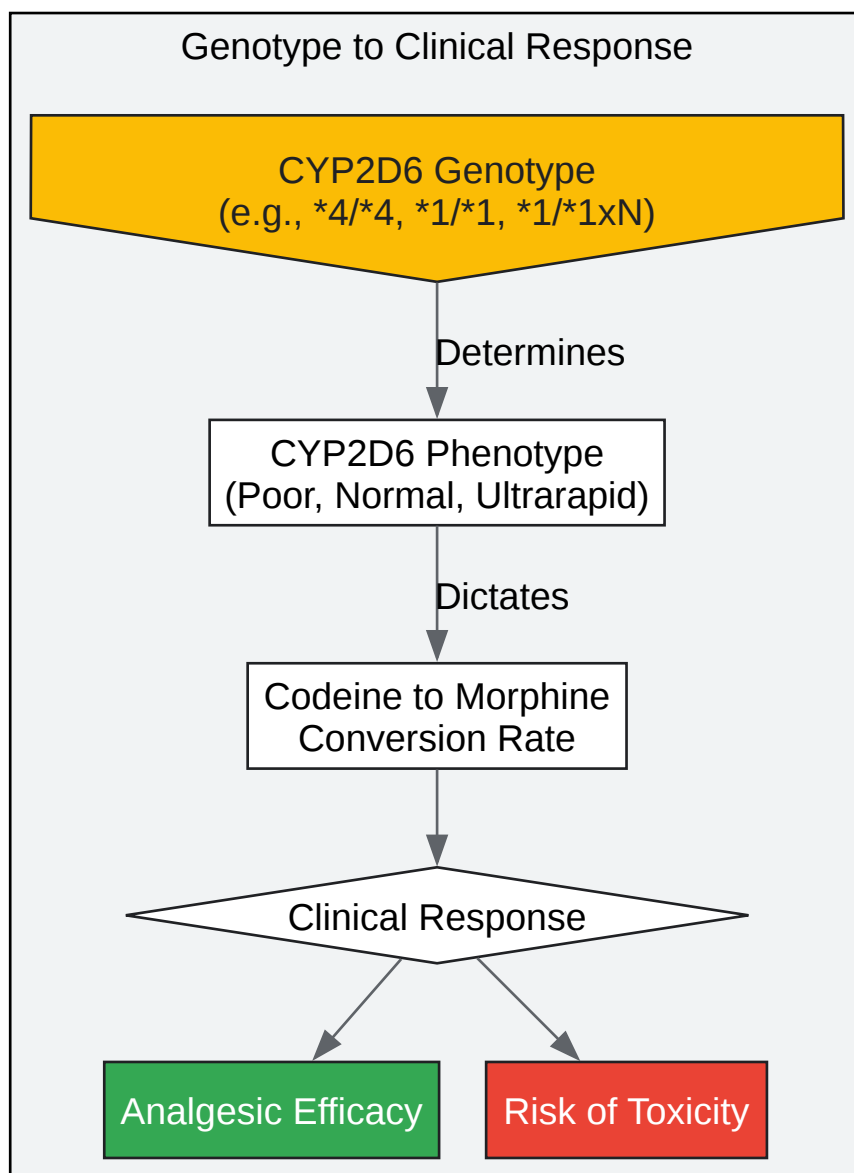 Genotype to Clinical Response
CYP2D6 Genotype
(e.g., *4/*4, *1/*1, *1/*1xN)
Determines
CYP2D6 Phenotype
(Poor, Normal, Ultrarapid)
Dictates
Codeine to Morphine
Conversion Rate
Clinical Response
Analgesic Efficacy
Risk of Toxicity